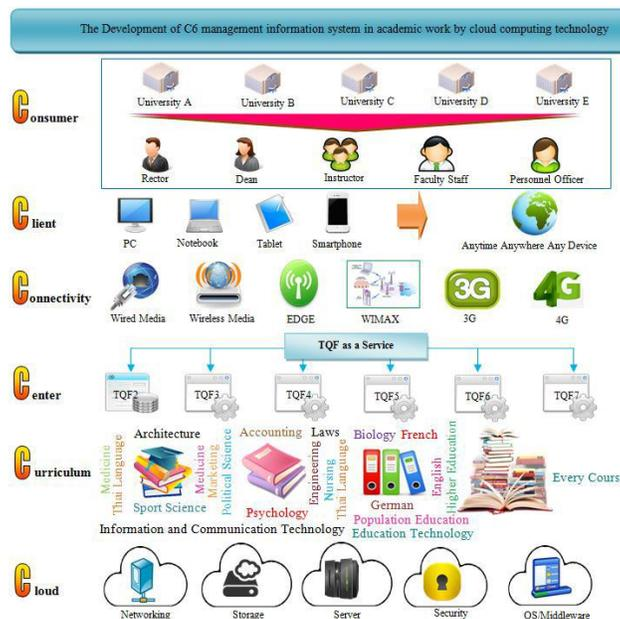 The Development of C6 management information system in academic work by cloud computing technology
Consumer
University A
University B
University C
University D
University E
Rector
Dean
Instructor
Faculty Staff
Personnel Officer
Client
PC
Notebook
Tablet
Smartphone
Anytime Anywhere Any Device
Connectivity
3G
4G
Wired Media
Wireless Media
EDGE
WIMAX
3G
4G
TQF as a Service
Center
TQF2
TQF3
TQF4
TQF5
TQF6
TQF7
Curriculum
Medicine
Thai Language
Architecture
Sport Science
Medicine
Marketing
Political Science
Accounting
Psychology
Laws
Engineering
Nursing
Thai Language
Biology
French
German
English
Higher Education
Population Education
Information and Communication Technology
Education Technology
Every Cours
Cloud
Networking
Storage
Server
Security
OS/Middleware